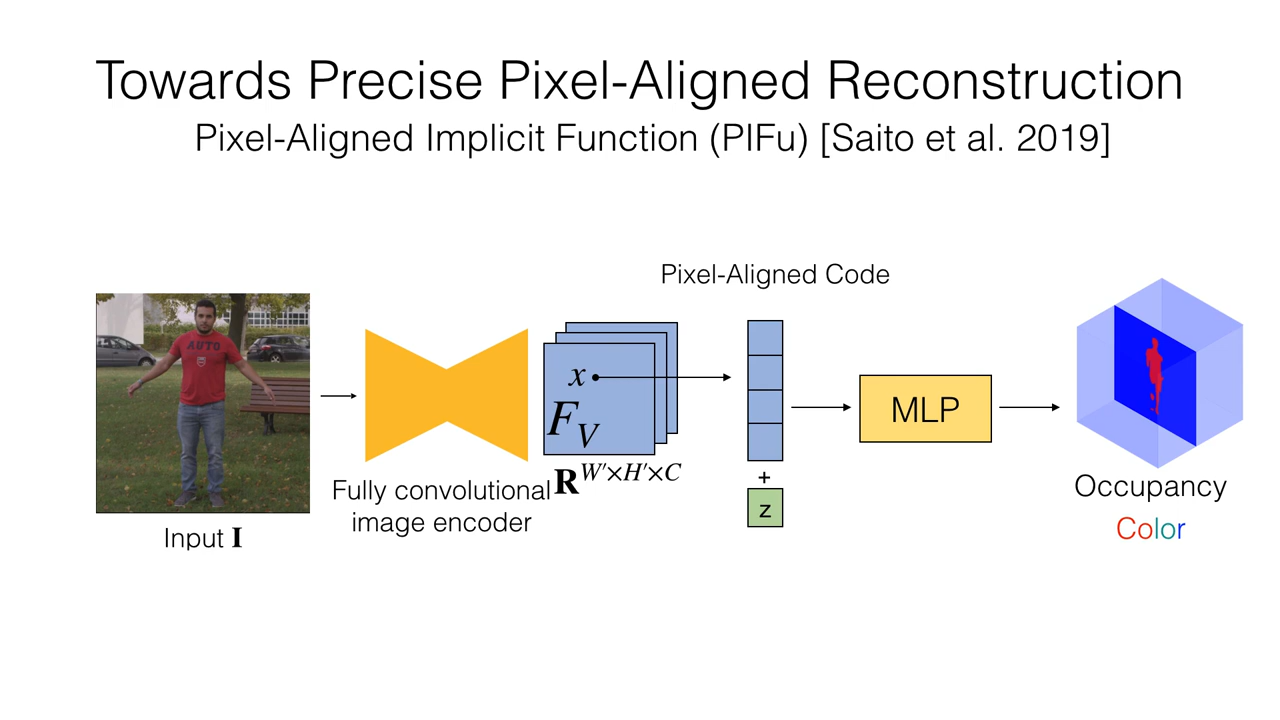 Towards Precise Pixel-Aligned Reconstruction
Pixel-Aligned Implicit Function (PIFu) [Saito et al. 2019]
Pixel-Aligned Code
AUTO
x
F_V
R^{W'×H'×C}
MLP
+
z
Fully convolutional
image encoder
Input I
Occupancy
Color